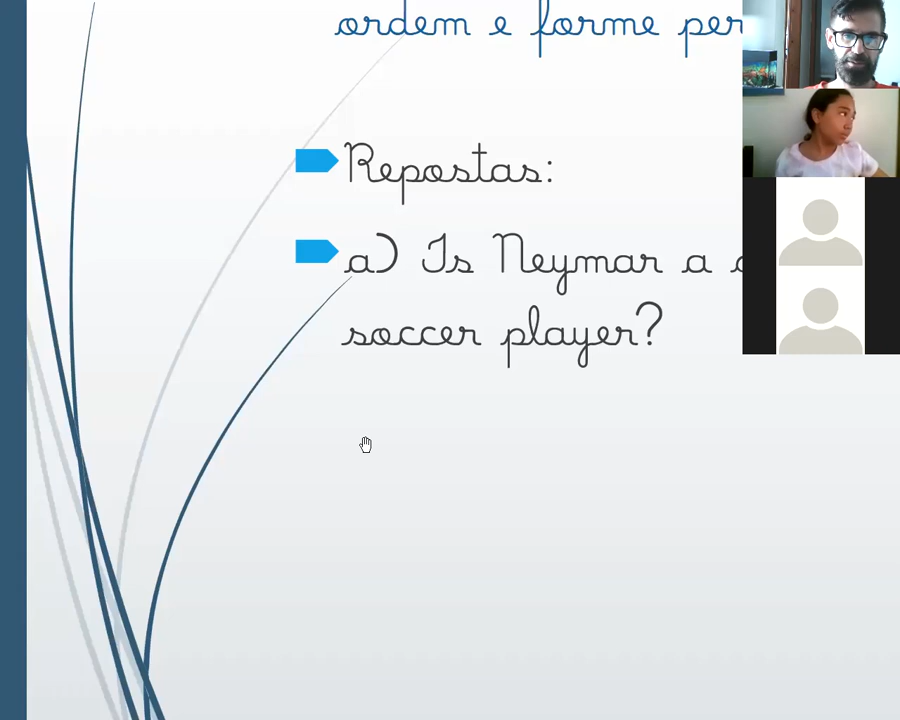 ordem e forme per
Repostas:
a) Is Neymar a
soccer player?